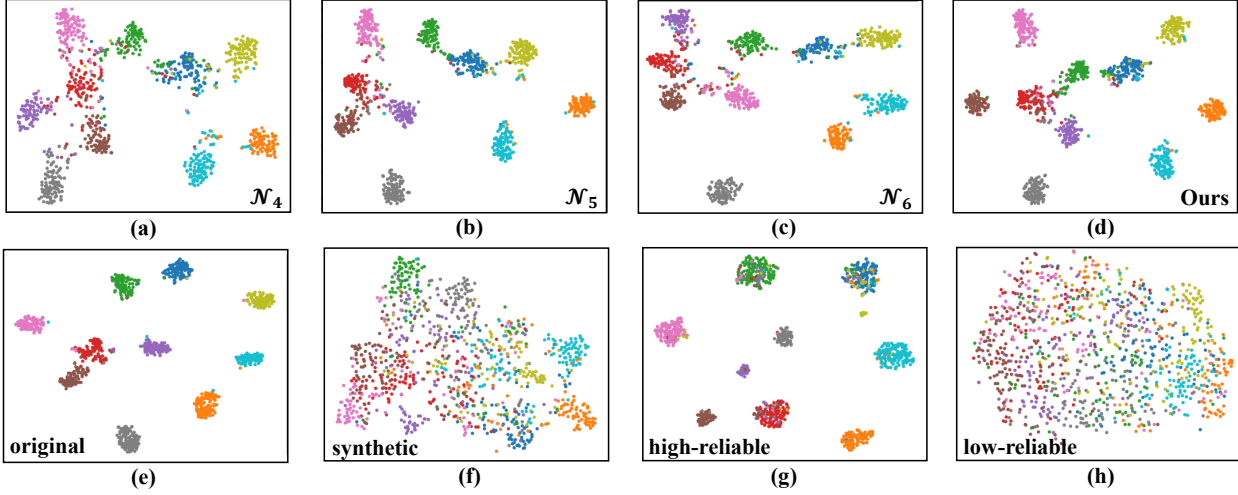 𝒩₄
𝒩₅
𝒩₆
Ours
(a)
(b)
(c)
(d)
original
synthetic
high-reliable
low-reliable
(e)
(f)
(g)
(h)